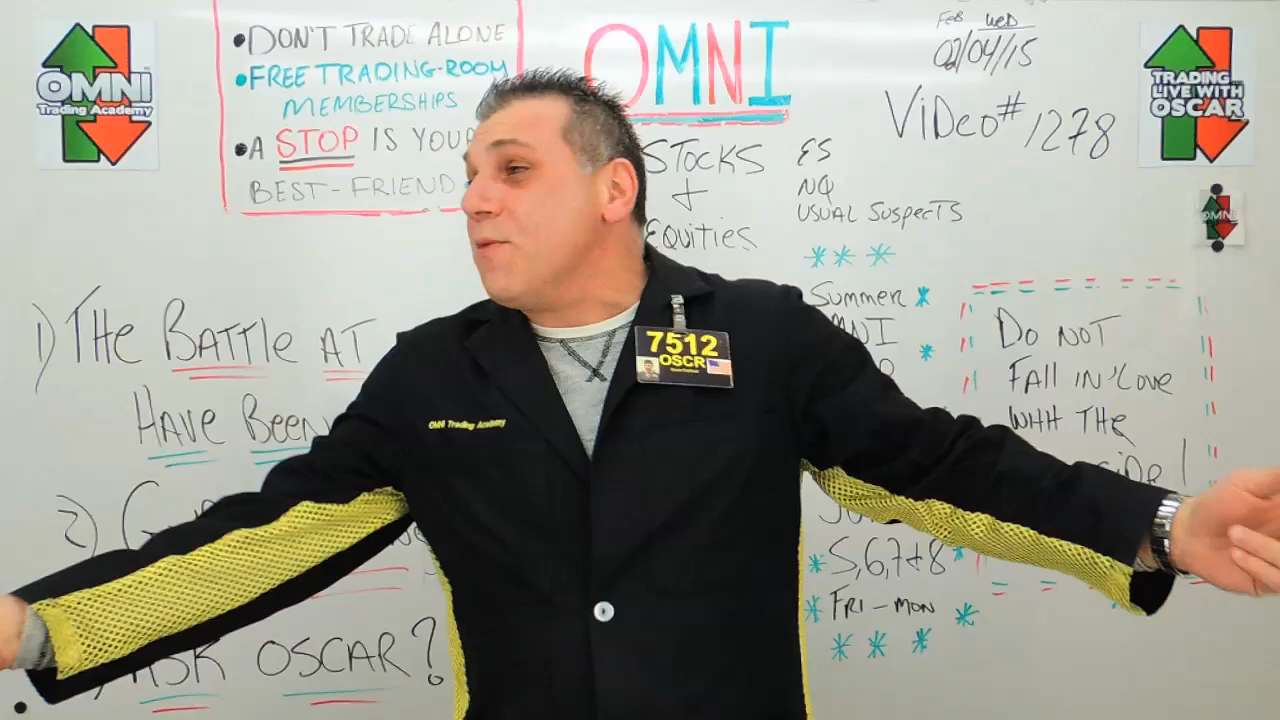 OMNI
Trading Academy
•DON'T TRADE ALONE
•FREE TRADING-ROOM
MEMBERSHIPS
•A STOP IS YOU
BEST-FRIEND
OMNI
STOCKS
+
EQUITIES
ES
NQ
USUAL SUSPECTS
FEB WED
02/04/15
VIDEO# 1278
TRADING
LIVE WITH
OSCAR
OMNI
1) THE BATTLE AT
HAVE BEEN
2)
ASK OSCAR?
7512
OSCR
OMNI Trading Academy
*** 
SUMMER *
*
* 5,6,7+8 *
* FRI-MON *
***
DO NOT
FALL IN LOVE
WITH THE